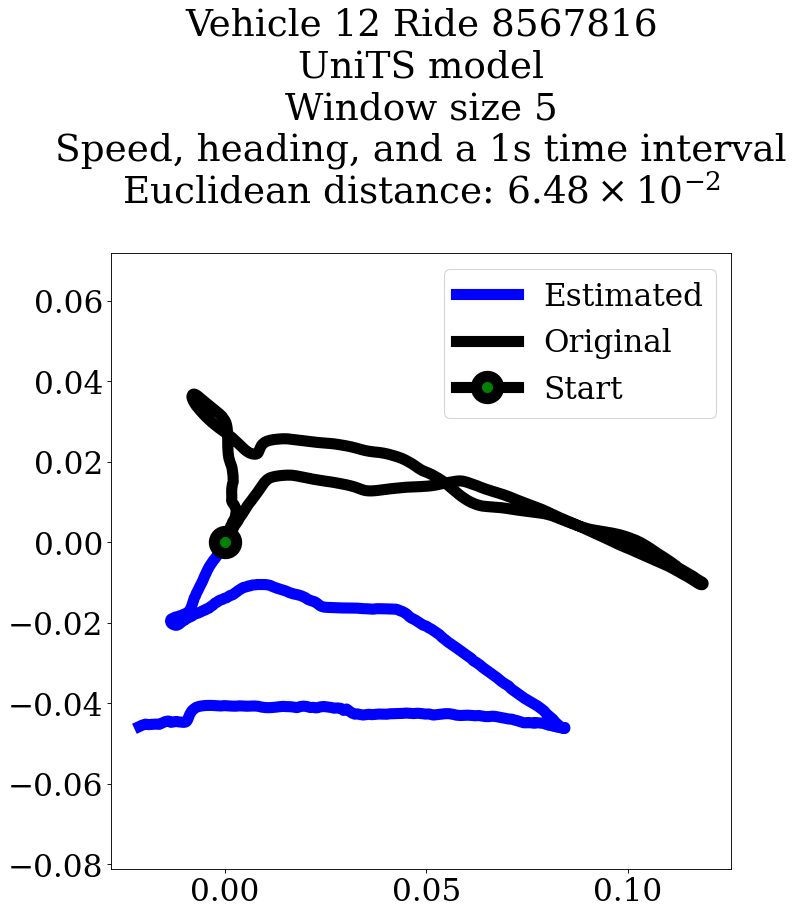 Vehicle 12 Ride 8567816
UniTS model
Window size 5
Speed, heading, and a 1s time interval
Euclidean distance: 6.48 × 10⁻²
Estimated
Original
Start
0.06
0.04
0.02
0.00
−0.02
−0.04
−0.06
−0.08
0.00 0.05 0.10